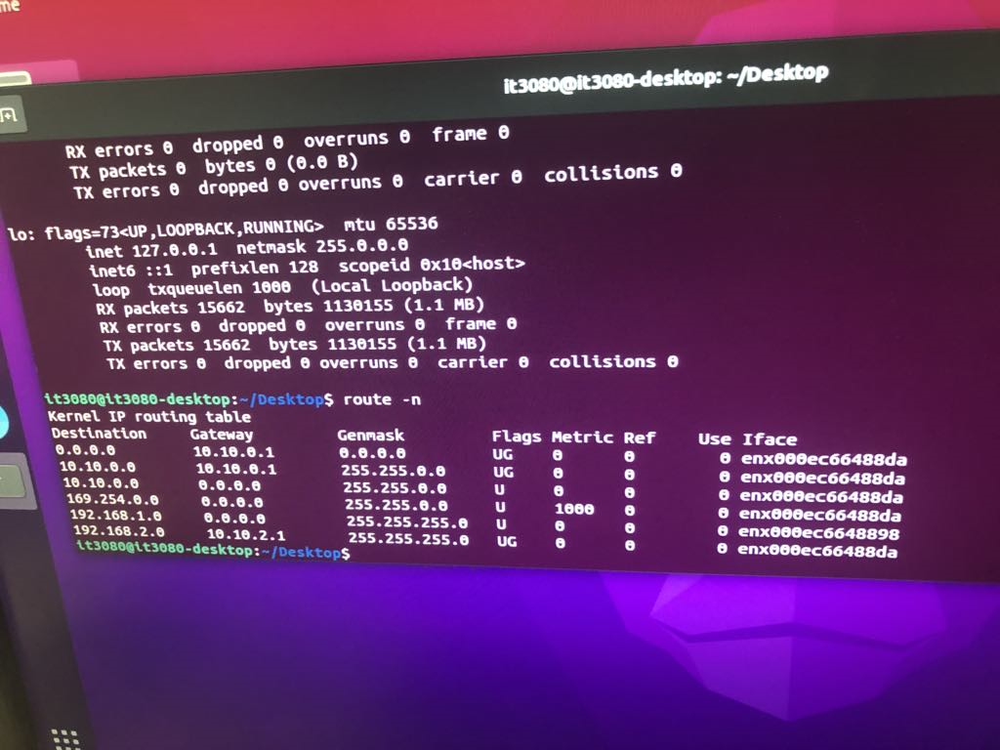 me
it3080@it3080-desktop: ~/Desktop
RX errors 0  dropped 0  overruns 0  frame 0
TX packets 0  bytes 0 (0.0 B)
TX errors 0  dropped 0 overruns 0  carrier 0  collisions 0
lo: flags=73<UP,LOOPBACK,RUNNING>  mtu 65536
inet 127.0.0.1  netmask 255.0.0.0
inet6 ::1  prefixlen 128  scopeid 0x10<host>
loop  txqueuelen 1000  (Local Loopback)
RX packets 15662  bytes 1130155 (1.1 MB)
RX errors 0  dropped 0  overruns 0  frame 0
TX packets 15662  bytes 1130155 (1.1 MB)
TX errors 0  dropped 0 overruns 0  carrier 0  collisions 0
it3080@it3080-desktop:~/Desktop$ route -n
Kernel IP routing table
Destination     Gateway         Genmask         Flags Metric Ref    Use Iface
0.0.0.0         10.10.0.1       0.0.0.0         UG    0      0        0 enx000ec66488da
10.10.0.0       10.10.0.1       255.255.0.0     UG    0      0        0 enx000ec66488da
10.10.0.0       0.0.0.0         255.255.0.0     U     0      0        0 enx000ec66488da
169.254.0.0     0.0.0.0         255.255.0.0     U     1000   0        0 enx000ec66488da
192.168.1.0     0.0.0.0         255.255.255.0   U     0      0        0 enx000ec6648898
192.168.2.0     10.10.2.1       255.255.255.0   UG    0      0        0 enx000ec66488da
it3080@it3080-desktop:~/Desktop$